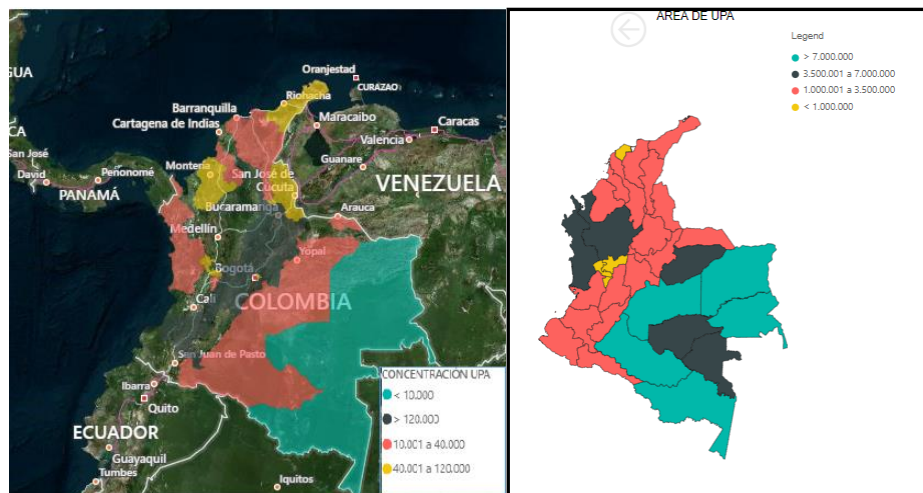 Oranjestad
CURAZAO
GUA
Riohacha
Barranquilla
Cartagena de Indias
Maracaibo
Caracas
Valencia
CA
San José
David
Peñonomé
PANAMÁ
Montería
San José de
Cúcuta
Guanare
VENEZUELA
Bucaramanga
Arauca
Medellín
Yopal
Bogotá
COLOMBIA
Cali
San Juan de Pasto
Ibarra
Quito
ECUADOR
Guayaquil
Tumbes
Iquitos
CONCENTRACIÓN UPA
< 10.000
> 120.000
10.001 a 40.000
40.001 a 120.000
AREA DE UPA
Legend
> 7.000.000
3.500.001 a 7.000.000
1.000.001 a 3.500.000
< 1.000.000